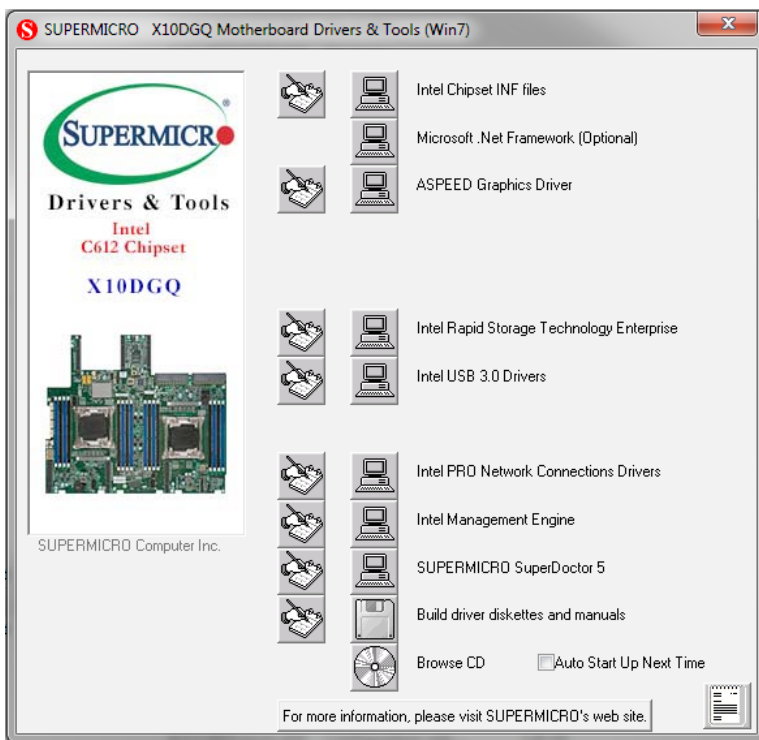 SUPERMICRO X10DGQ Motherboard Drivers & Tools (Win7)
SUPERMICR
Drivers & Tools
Intel
C612 Chipset
X10DGQ
SUPERMICRO Computer Inc.
Intel Chipset INF files
Microsoft .Net Framework (Optional)
ASPEED Graphics Driver
Intel Rapid Storage Technology Enterprise
Intel USB 3.0 Drivers
Intel PRO Network Connections Drivers
Intel Management Engine
SUPERMICRO SuperDoctor 5
Build driver diskettes and manuals
Browse CD
Auto Start Up Next Time
For more information, please visit SUPERMICRO's web site.